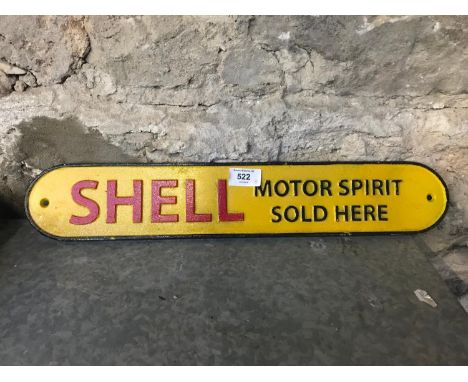 SHELL
MOTOR SPIRIT
SOLD HERE
522